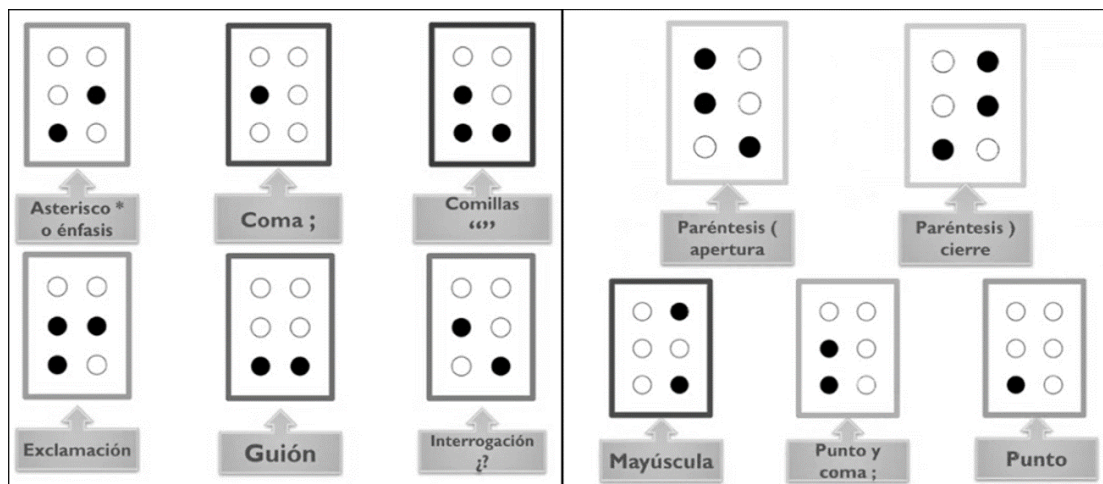 Asterisco *
o énfasis
Coma ;
Comillas
“”
Exclamación
Guión
Interrogación
¿?
Paréntesis (
apertura
Paréntesis )
cierre
Mayúscula
Punto y
coma ;
Punto